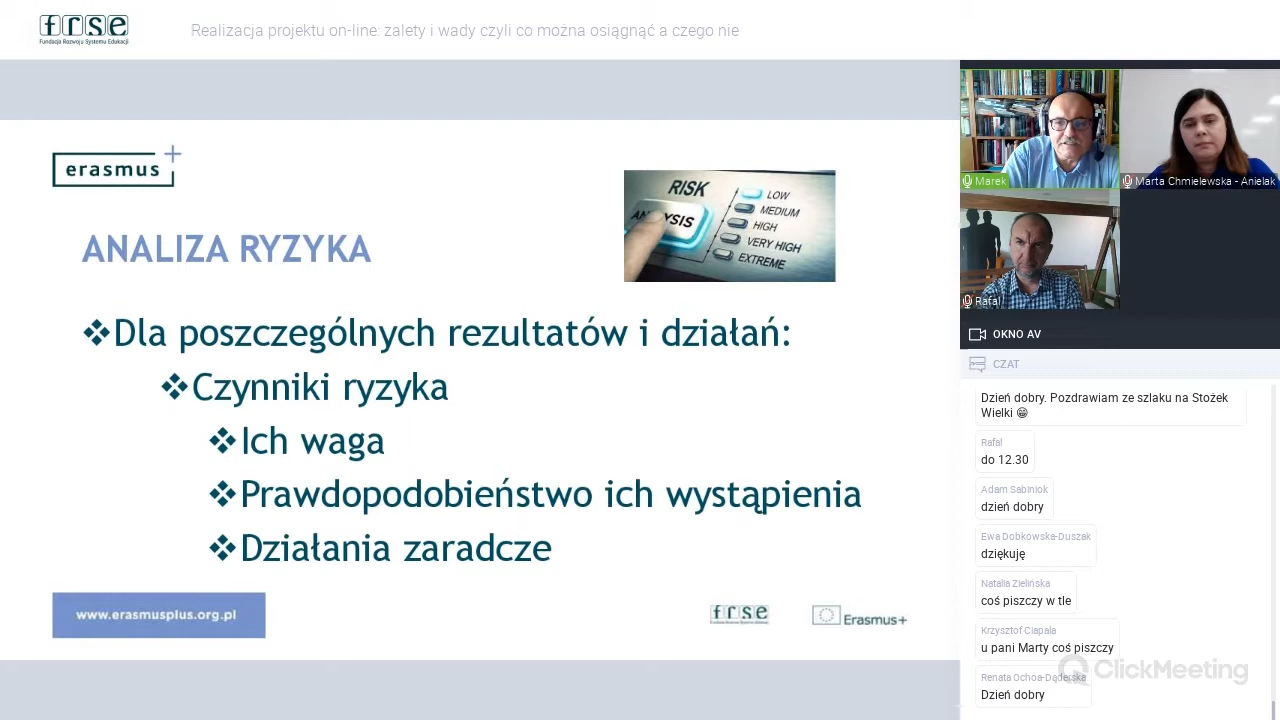 frse
Fundacja Rozwoju Systemu Edukacji
Realizacja projektu on-line: zalety i wady czyli co można osiągnąć a czego nie
erasmus+
RISK
ANALYSIS
LOW
MEDIUM
HIGH
VERY HIGH
EXTREME
ANALIZA RYZYKA
❖Dla poszczególnych rezultatów i działań:
❖Czynniki ryzyka
❖Ich waga
❖Prawdopodobieństwo ich wystąpienia
❖Działania zaradcze
www.erasmusplus.org.pl
frse
Erasmus+
Marek
Marta Chmielewska - Anielak
Rafal
OKNO AV
CZAT
Dzień dobry. Pozdrawiam ze szlaku na Stożek
Wielki 😁
Rafal
do 12.30
Adam Sabiniok
dzień dobry
Ewa Dobkowska-Duszak
dziękuję
Natalia Zielińska
coś piszczy w tle
Krzysztof Ciapala
u pani Marty coś piszczy
Renata Ochoa-Dąderska
Dzień dobry
ClickMeeting